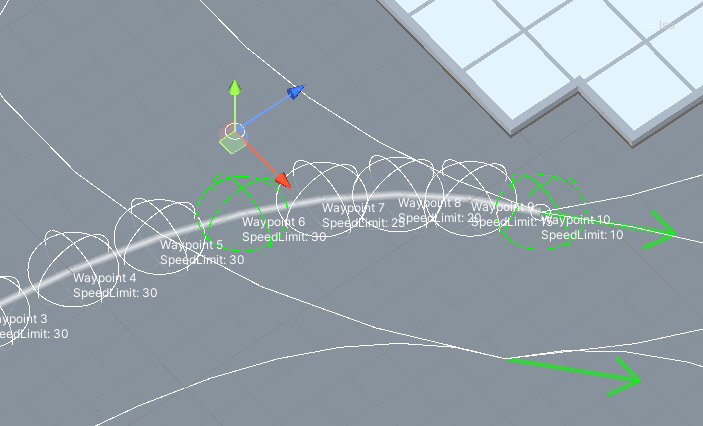 Waypoint 3
SpeedLimit: 30
Waypoint 4
SpeedLimit: 30
Waypoint 5
SpeedLimit: 30
Waypoint 6
SpeedLimit: 30
Waypoint 7
SpeedLimit: 25
Waypoint 8
SpeedLimit: 20
Waypoint 9
SpeedLimit:
Waypoint 10
SpeedLimit: 10